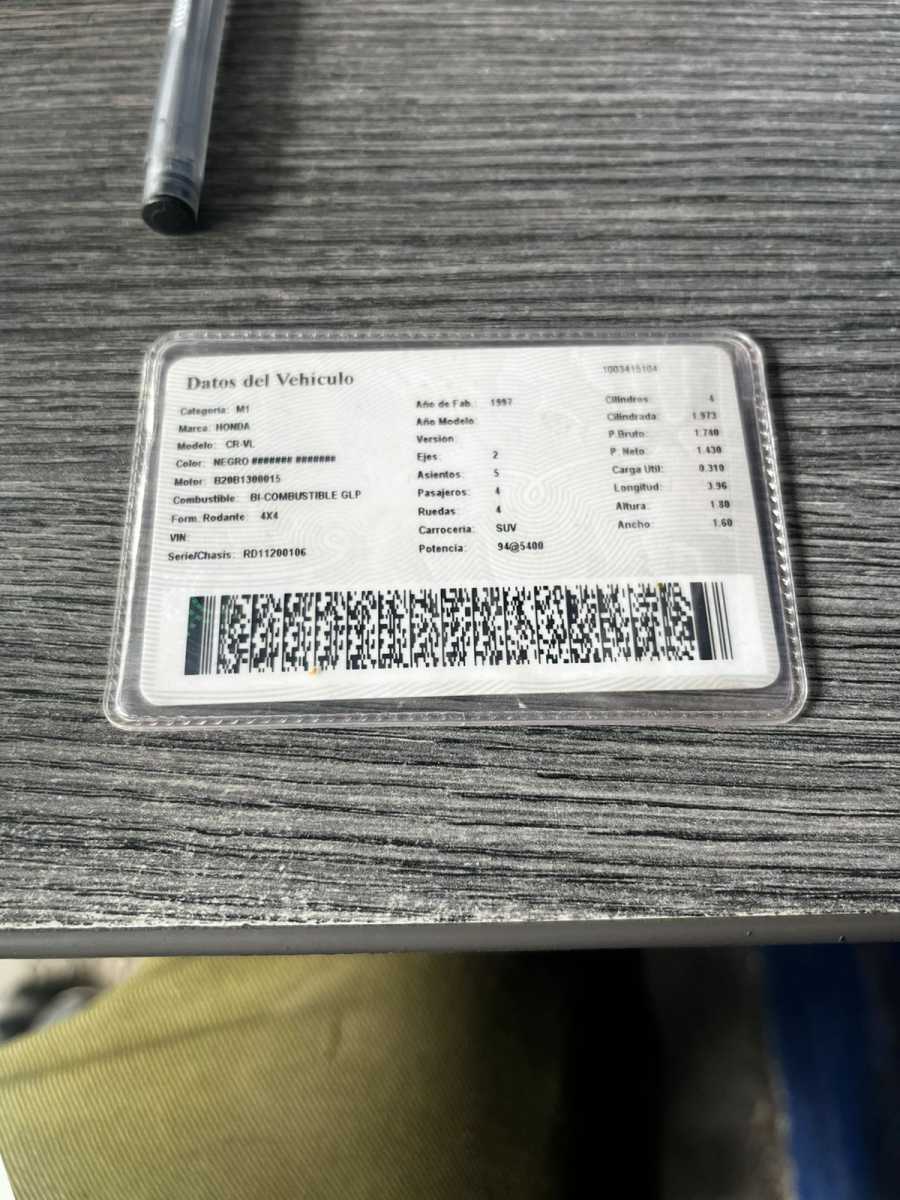 Datos del Vehículo
1003415104
Categoría: M1
Marca: HONDA
Modelo: CR-VL
Color: NEGRO ####### #######
Motor: B20B1300015
Combustible: BI-COMBUSTIBLE GLP
Form. Rodante: 4X4
VIN:
Serie/Chasis: RD11200106
Año de Fab.: 1997
Año Modelo:
Versión:
Ejes: 2
Asientos: 5
Pasajeros: 4
Ruedas: 4
Carrocería: SUV
Potencia: 94@5400
Cilindros: 4
Cilindrada: 1.973
P.Bruto: 1.740
P. Neto: 1.430
Carga Util: 0.310
Longitud: 3.96
Altura: 1.80
Ancho: 1.60